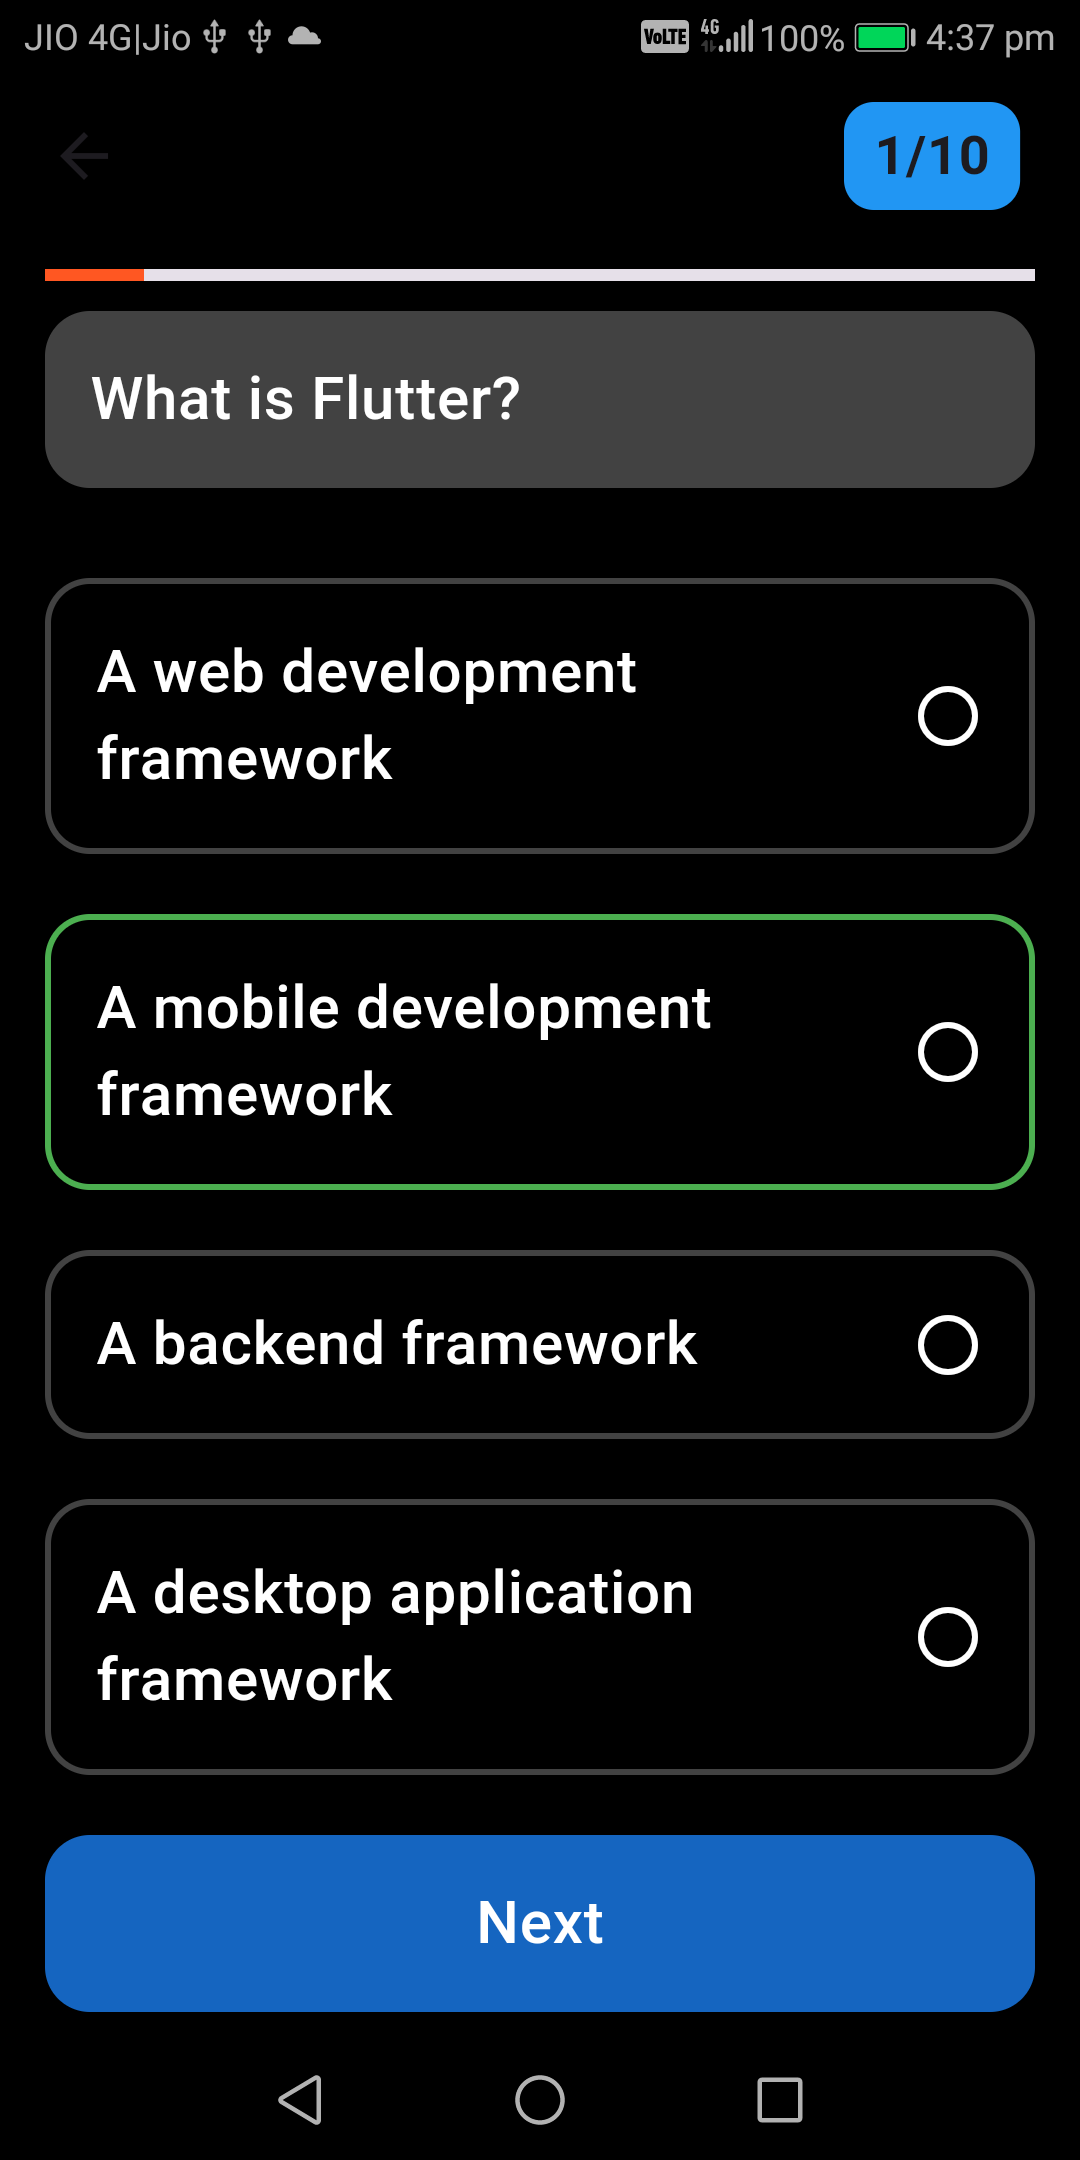 JIO 4G|Jio VoLTE 4G 100% 4:37 pm
1/10
What is Flutter?
A web development
framework
A mobile development
framework
A backend framework
A desktop application
framework
Next